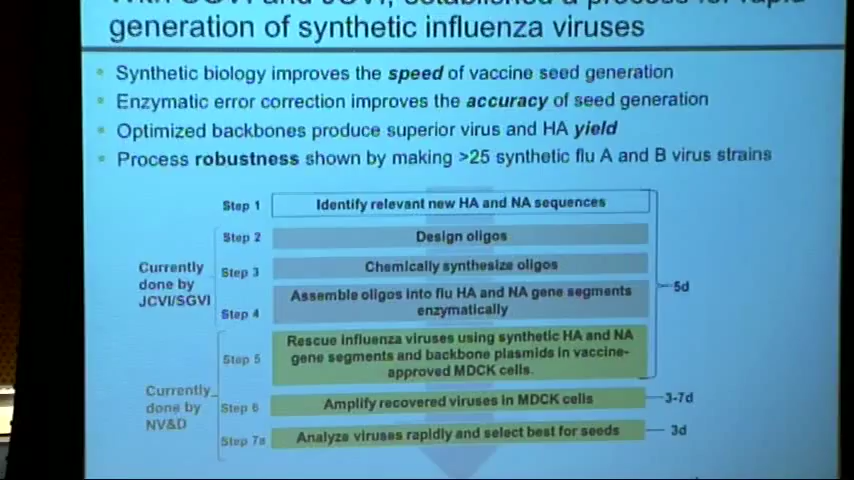 generation of synthetic influenza viruses
Synthetic biology improves the speed of vaccine seed generation
Enzymatic error correction improves the accuracy of seed generation
Optimized backbones produce superior virus and HA yield
Process robustness shown by making >25 synthetic flu A and B virus strains
Step 1 Identify relevant new HA and NA sequences
Step 2 Design oligos
Currently
done by
JCVI/SGVI
Step 3 Chemically synthesize oligos
Step 4 Assemble oligos into flu HA and NA gene segments
enzymatically
5d
Step 5 Rescue influenza viruses using synthetic HA and NA
gene segments and backbone plasmids in vaccine-
approved MDCK cells.
Currently
done by
NV&D
Step 6 Amplify recovered viruses in MDCK cells 3-7d
Step 7a Analyze viruses rapidly and select best for seeds 3d